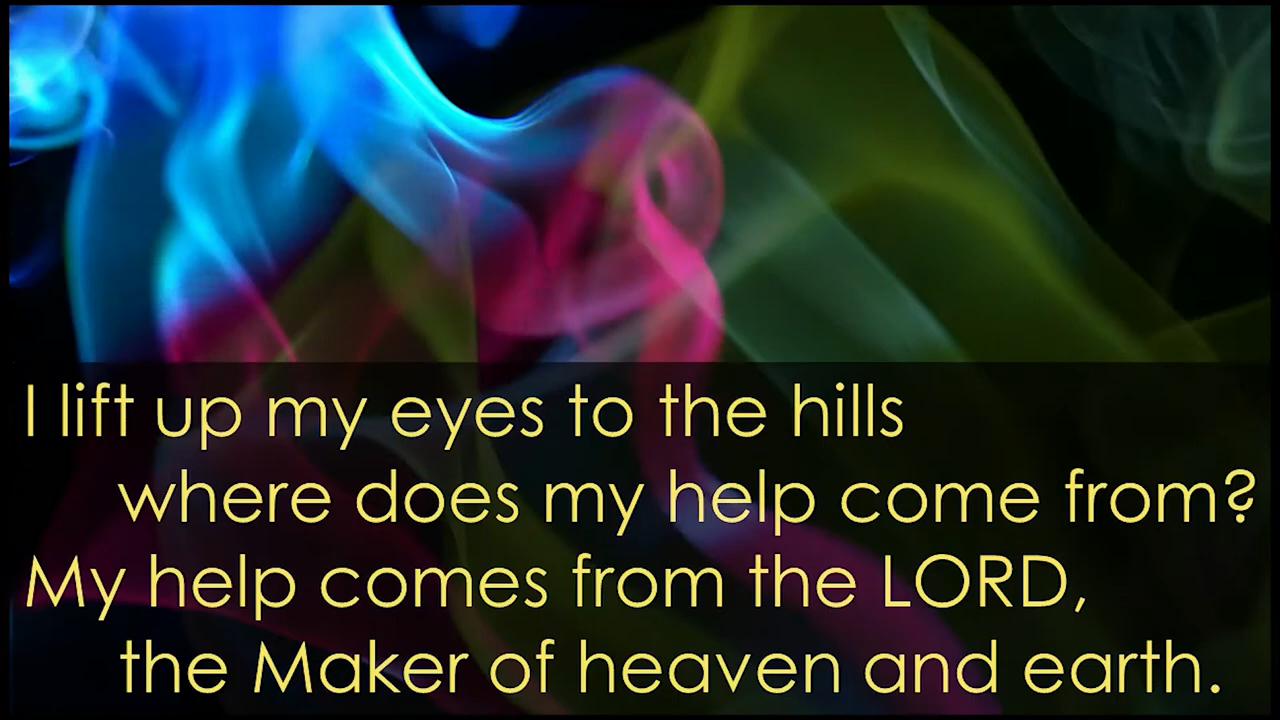 I lift up my eyes to the hills
where does my help come from?
My help comes from the LORD,
the Maker of heaven and earth.